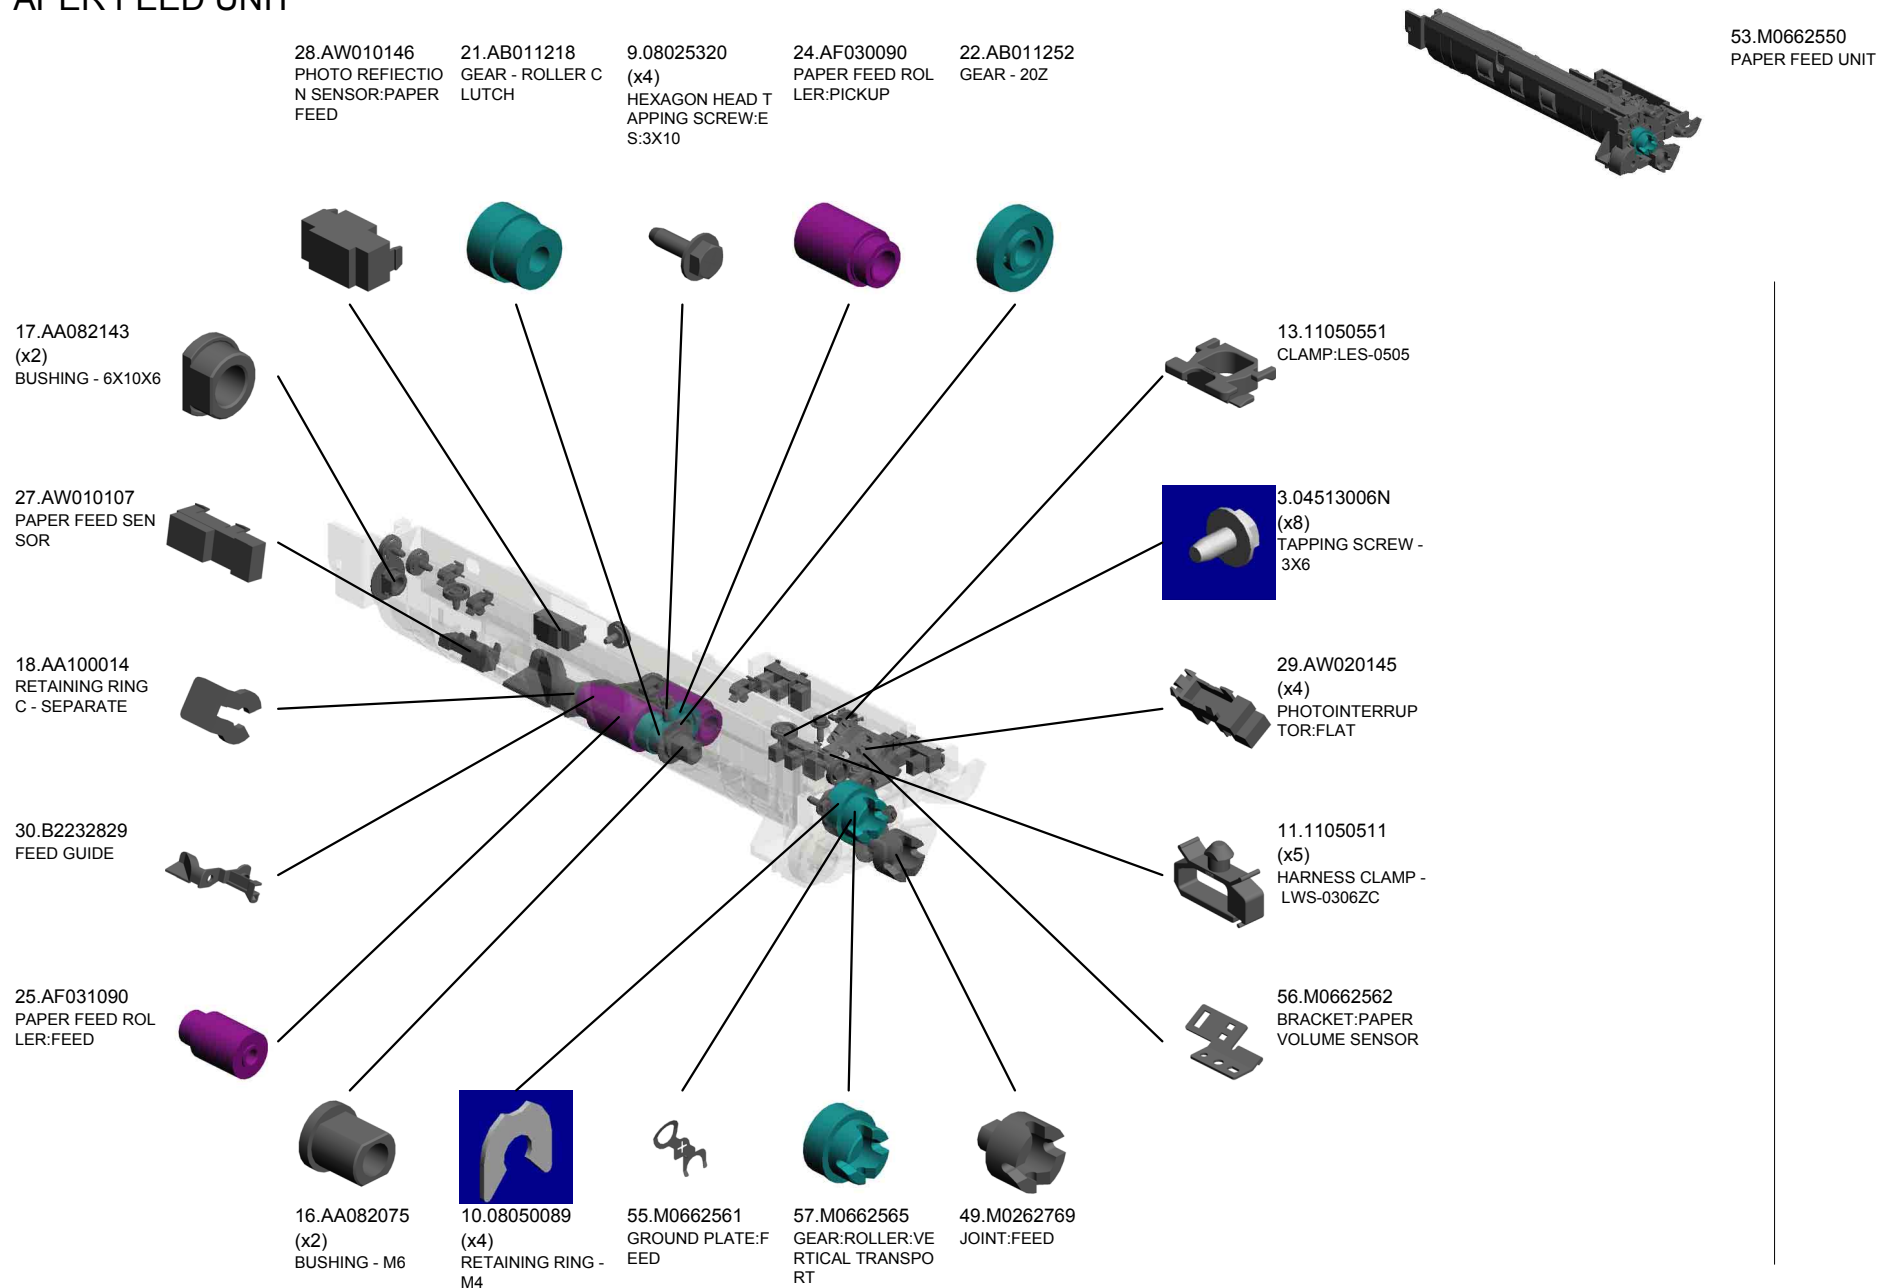 APER FEED UNIT
28.AW010146
PHOTO REFIECTIO
N SENSOR:PAPER
FEED
21.AB011218
GEAR - ROLLER C
LUTCH
9.08025320
(x4)
HEXAGON HEAD T
APPING SCREW:E
S:3X10
24.AF030090
PAPER FEED ROL
LER:PICKUP
22.AB011252
GEAR - 20Z
53.M0662550
PAPER FEED UNIT
17.AA082143
(x2)
BUSHING - 6X10X6
13.11050551
CLAMP:LES-0505
27.AW010107
PAPER FEED SEN
SOR
3.04513006N
(x8)
TAPPING SCREW -
3X6
18.AA100014
RETAINING RING
C - SEPARATE
29.AW020145
(x4)
PHOTOINTERRUP
TOR:FLAT
30.B2232829
FEED GUIDE
11.11050511
(x5)
HARNESS CLAMP -
LWS-0306ZC
25.AF031090
PAPER FEED ROL
LER:FEED
56.M0662562
BRACKET:PAPER
VOLUME SENSOR
16.AA082075
(x2)
BUSHING - M6
10.08050089
(x4)
RETAINING RING -
M4
55.M0662561
GROUND PLATE:F
EED
57.M0662565
GEAR:ROLLER:VE
RTICAL TRANSPO
RT
49.M0262769
JOINT:FEED